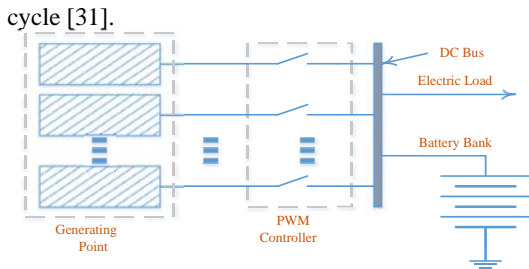 cycle [31].
DC Bus
Electric Load
Battery Bank
PWM
Controller
Generating
Point